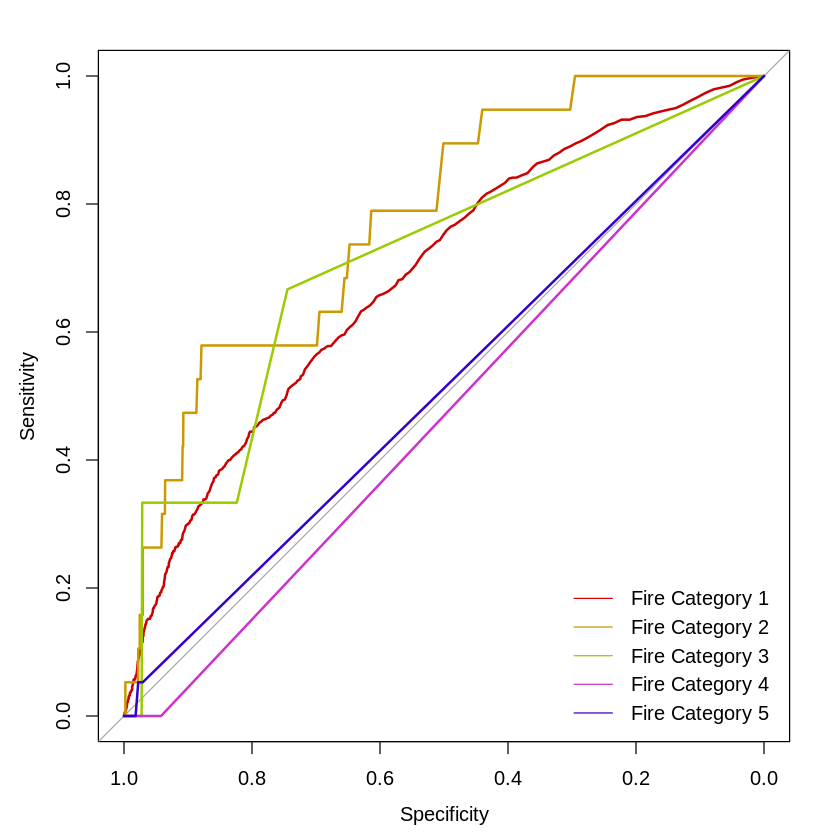 1.0
0.8
0.6
0.4
0.2
0.0
Sensitivity
Fire Category 1
Fire Category 2
Fire Category 3
Fire Category 4
Fire Category 5
1.0 0.8 0.6 0.4 0.2 0.0
Specificity